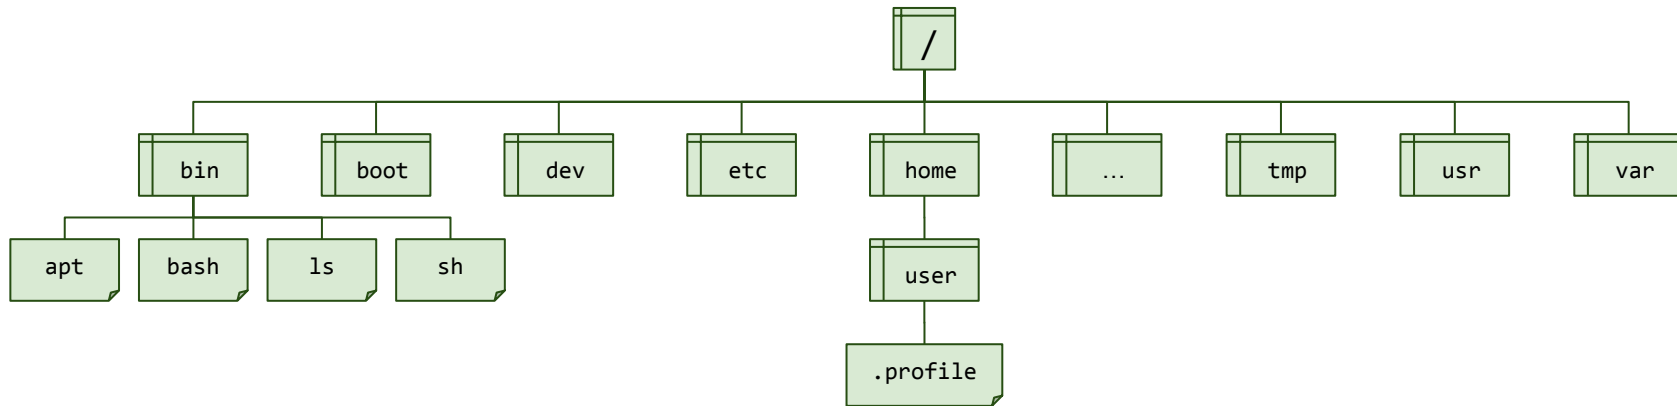 /
bin boot dev etc home ... tmp usr var
apt bash ls sh user
.profile